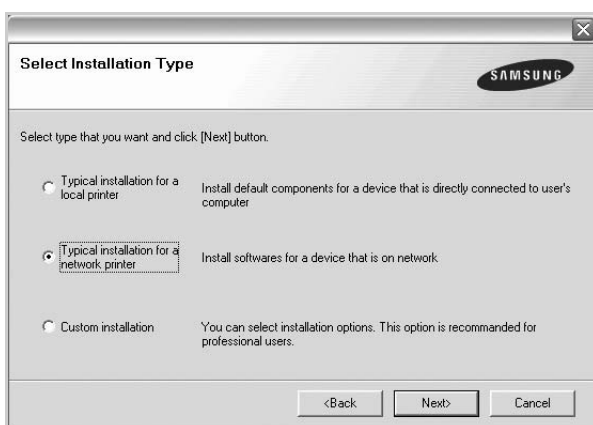 Select Installation Type
SAMSUNG
Select type that you want and click [Next] button.
Typical installation for a
local printer
Install default components for a device that is directly connected to user's
computer
Typical installation for a
network printer
Install softwares for a device that is on network
Custom installation
You can select installation options. This option is recommanded for
professional users.
<Back
Next>
Cancel